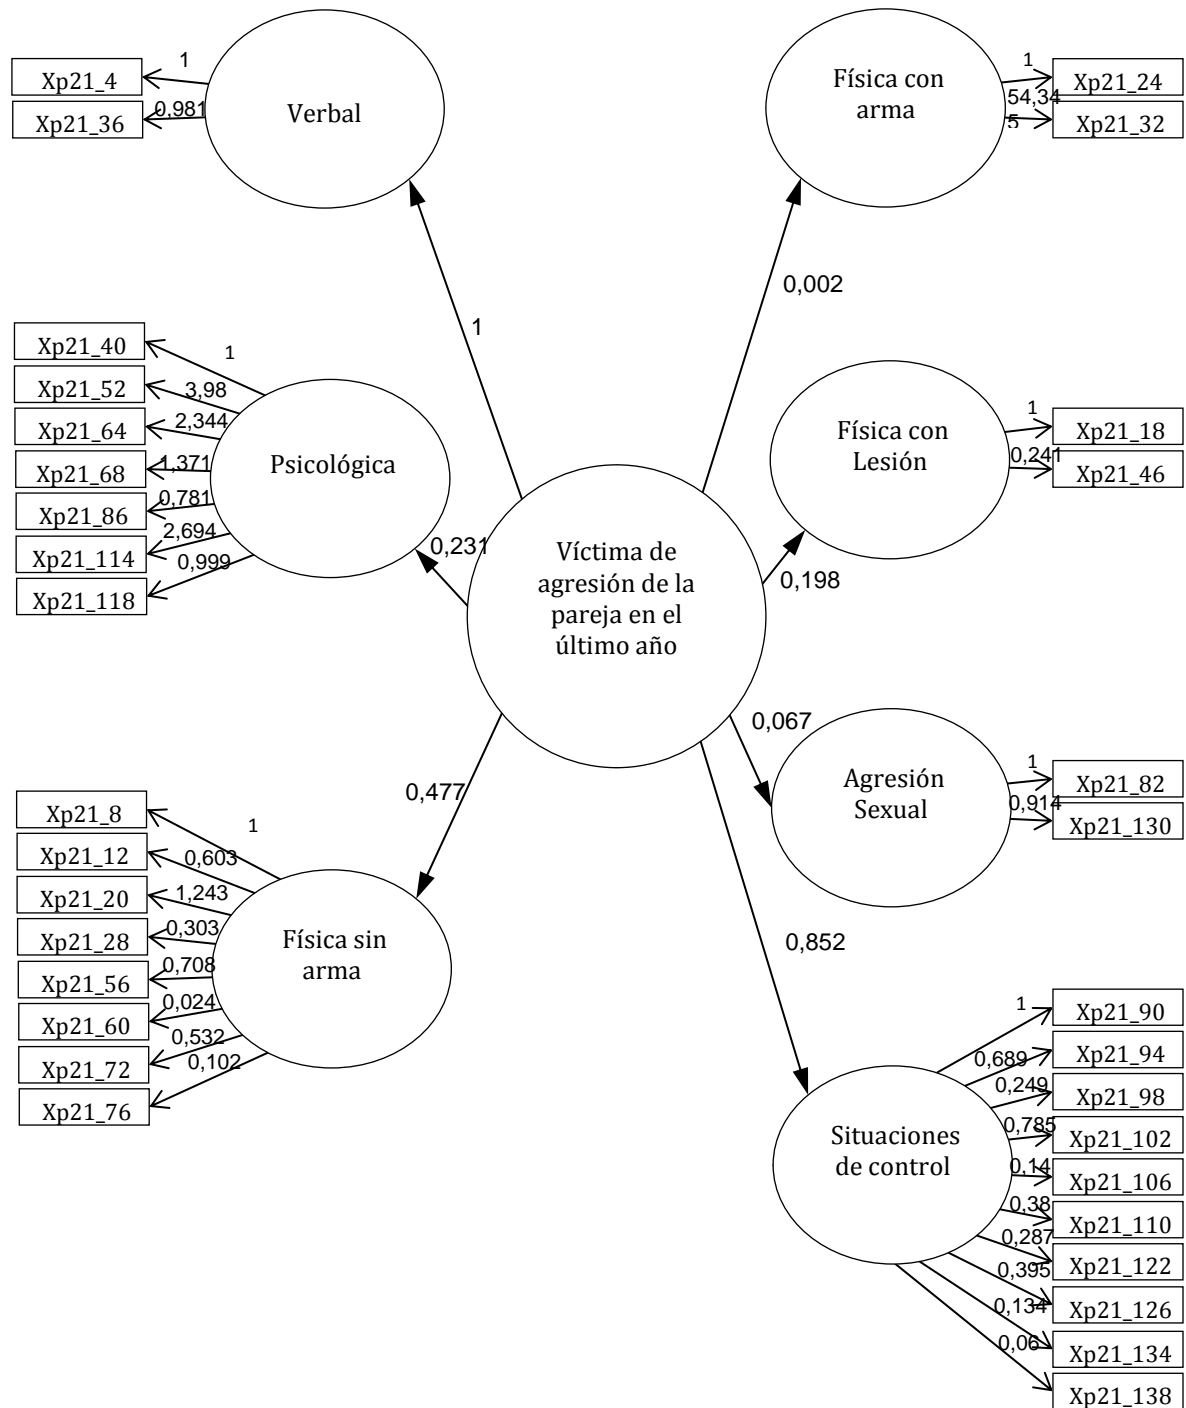 1
Xp21_4
0,981
Xp21_36
Verbal
Física con
arma
1
Xp21_24
54,34
5
Xp21_32
0,002
1
Xp21_40
1
Xp21_52
3,98
Xp21_64
2,344
Xp21_68
1,371
Xp21_86
0,781
Xp21_114
2,694
Xp21_118
0,999
Psicológica
0,231
Víctima de
agresión de la
pareja en el
último año
Física con
Lesión
1
Xp21_18
0,241
Xp21_46
0,198
0,067
Agresión
Sexual
1
Xp21_82
0,914
Xp21_130
0,477
Xp21_8
1
Xp21_12
0,603
Xp21_20
1,243
Xp21_28
0,303
Xp21_56
0,708
Xp21_60
0,024
Xp21_72
0,532
Xp21_76
0,102
Física sin
arma
0,852
Situaciones
de control
1
Xp21_90
0,689
Xp21_94
0,249
Xp21_98
0,785
Xp21_102
0,14
Xp21_106
0,38
Xp21_110
0,287
Xp21_122
0,395
Xp21_126
0,134
Xp21_134
0,06
Xp21_138